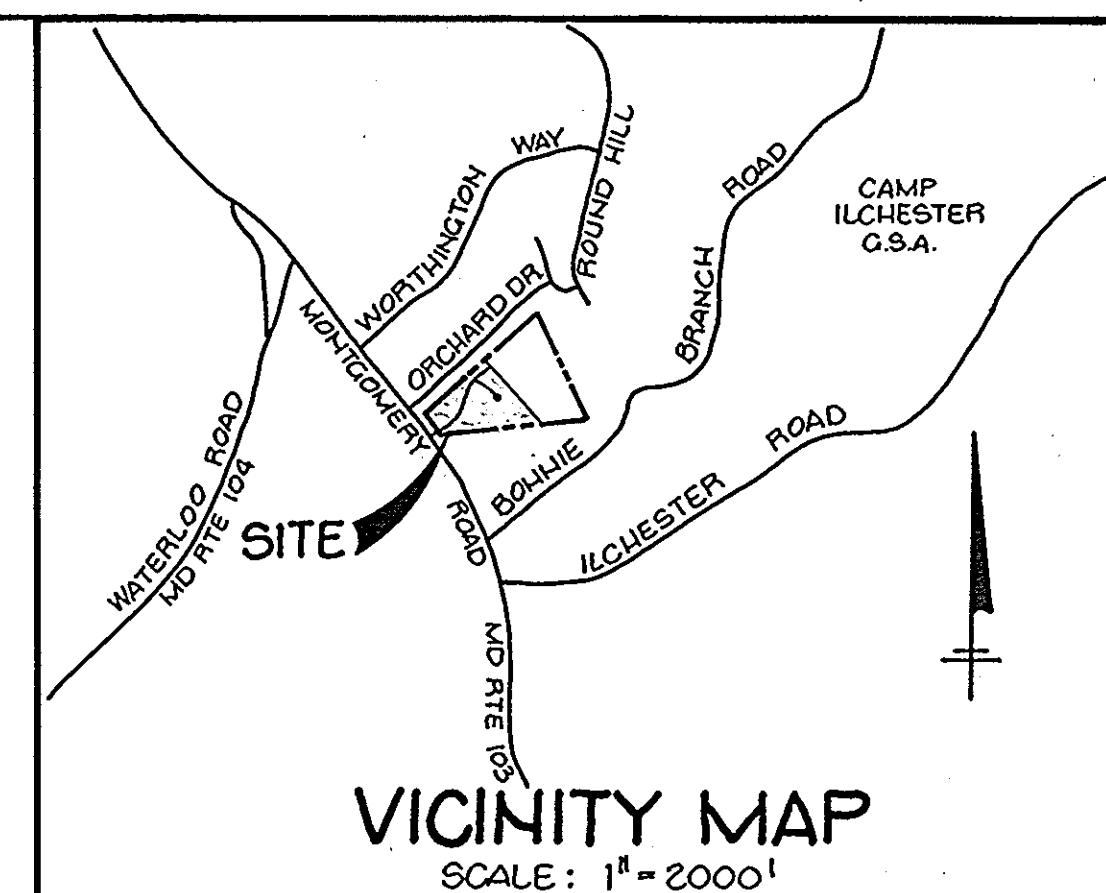 WORTHINGTON WAY
ROUND HILL
ROAD
BRANCH
BONNIE
CAMP
ILCHESTER
G.S.A.
ORCHARD DR
MONTGOMERY
ROAD
WATERLOO ROAD
MD RTE 104
SITE
ILCHESTER ROAD
MD RTE 103
VICINITY MAP
SCALE: 1" = 2000'